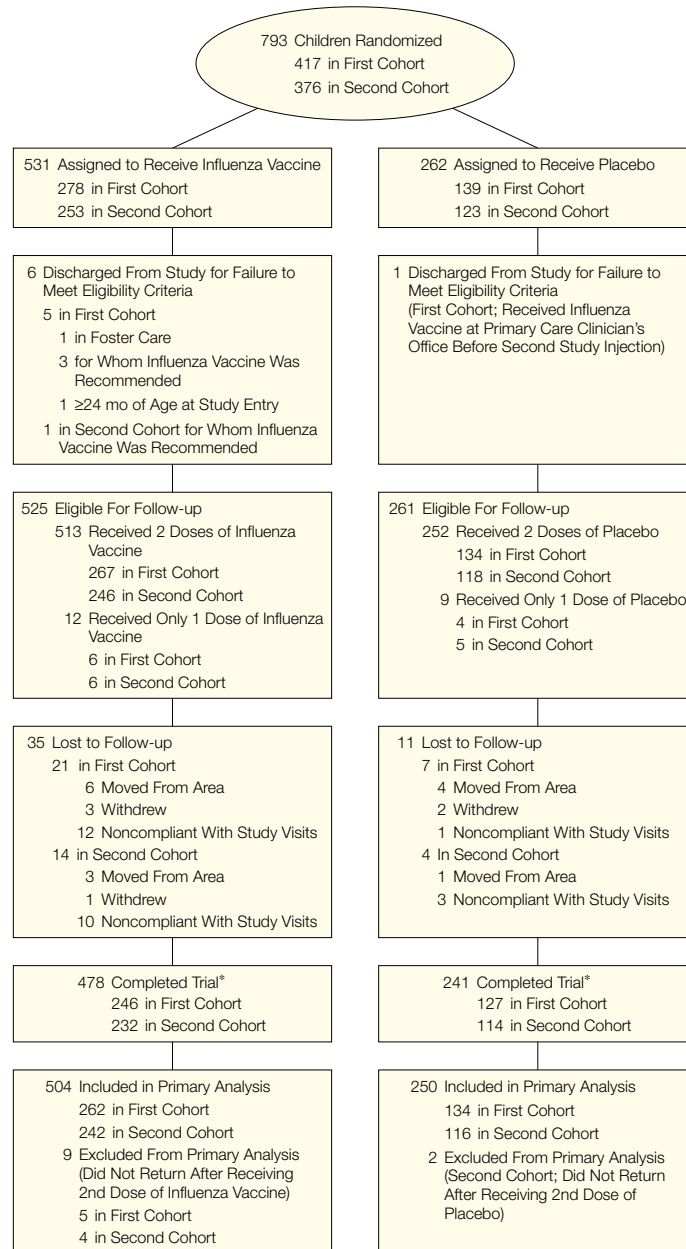 793 Children Randomized
417 in First Cohort
376 in Second Cohort
531 Assigned to Receive Influenza Vaccine
278 in First Cohort
253 in Second Cohort
262 Assigned to Receive Placebo
139 in First Cohort
123 in Second Cohort
6 Discharged From Study for Failure to
Meet Eligibility Criteria
5 in First Cohort
1 in Foster Care
3 for Whom Influenza Vaccine Was
Recommended
1 ≥24 mo of Age at Study Entry
1 in Second Cohort for Whom Influenza
Vaccine Was Recommended
1 Discharged From Study for Failure to
Meet Eligibility Criteria
(First Cohort; Received Influenza
Vaccine at Primary Care Clinician's
Office Before Second Study Injection)
525 Eligible For Follow-up
513 Received 2 Doses of Influenza
Vaccine
267 in First Cohort
246 in Second Cohort
12 Received Only 1 Dose of Influenza
Vaccine
6 in First Cohort
6 in Second Cohort
261 Eligible For Follow-up
252 Received 2 Doses of Placebo
134 in First Cohort
118 in Second Cohort
9 Received Only 1 Dose of Placebo
4 in First Cohort
5 in Second Cohort
35 Lost to Follow-up
21 in First Cohort
6 Moved From Area
3 Withdrew
12 Noncompliant With Study Visits
14 in Second Cohort
3 Moved From Area
1 Withdrew
10 Noncompliant With Study Visits
11 Lost to Follow-up
7 in First Cohort
4 Moved From Area
2 Withdrew
1 Noncompliant With Study Visits
4 In Second Cohort
1 Moved From Area
3 Noncompliant With Study Visits
478 Completed Trial*
246 in First Cohort
232 in Second Cohort
241 Completed Trial*
127 in First Cohort
114 in Second Cohort
504 Included in Primary Analysis
262 in First Cohort
242 in Second Cohort
9 Excluded From Primary Analysis
(Did Not Return After Receiving
2nd Dose of Influenza Vaccine)
5 in First Cohort
4 in Second Cohort
250 Included in Primary Analysis
134 in First Cohort
116 in Second Cohort
2 Excluded From Primary Analysis
(Second Cohort; Did Not Return
After Receiving 2nd Dose of
Placebo)